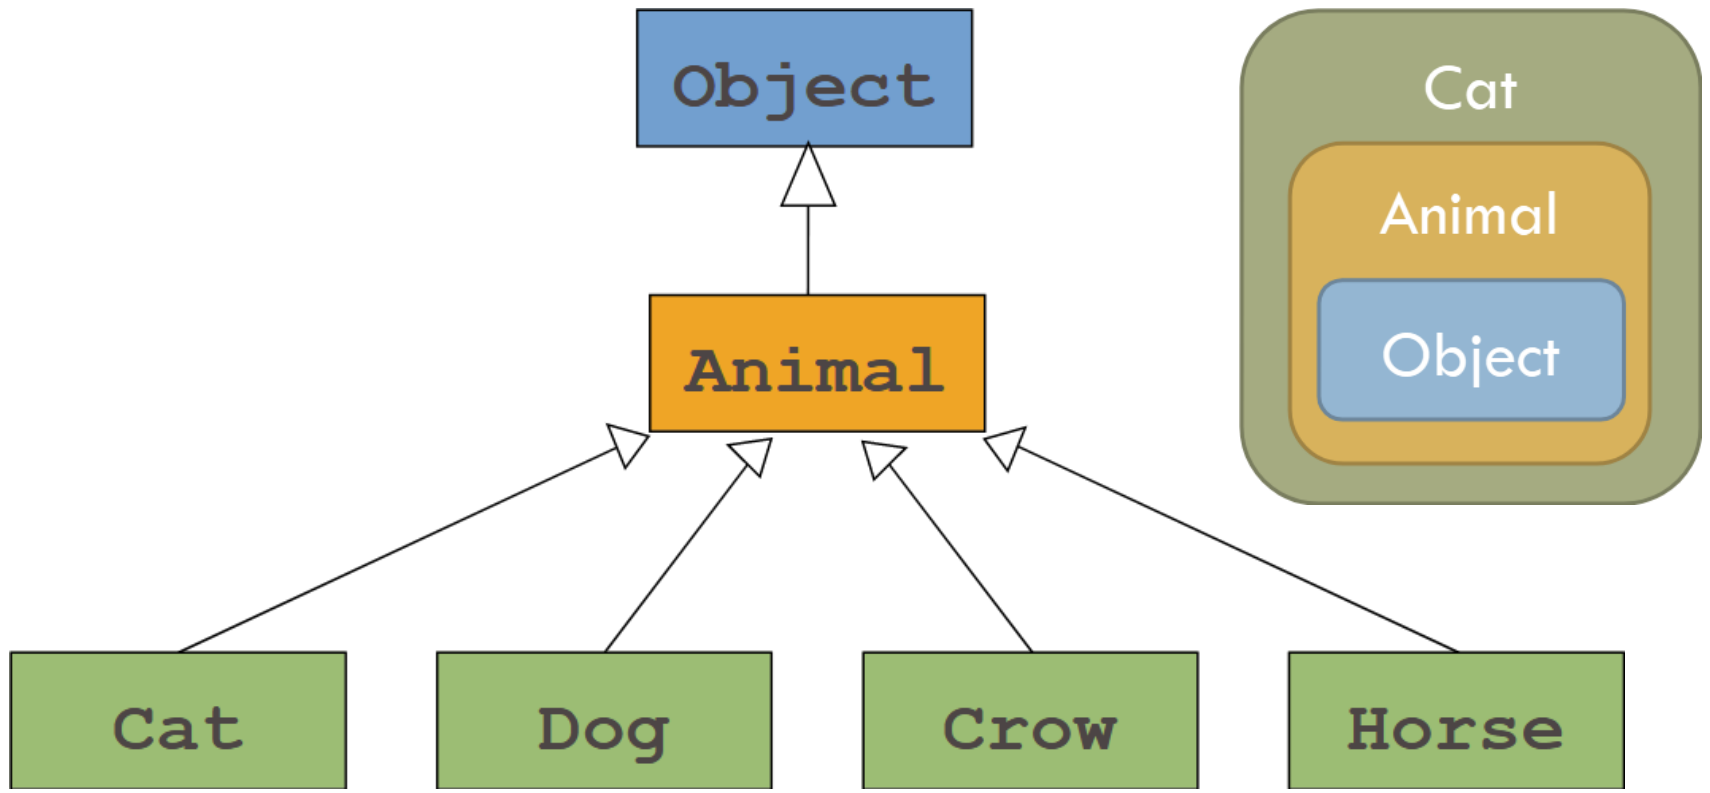 Object
Animal
Cat
Dog
Crow
Horse
Cat
Animal
Object